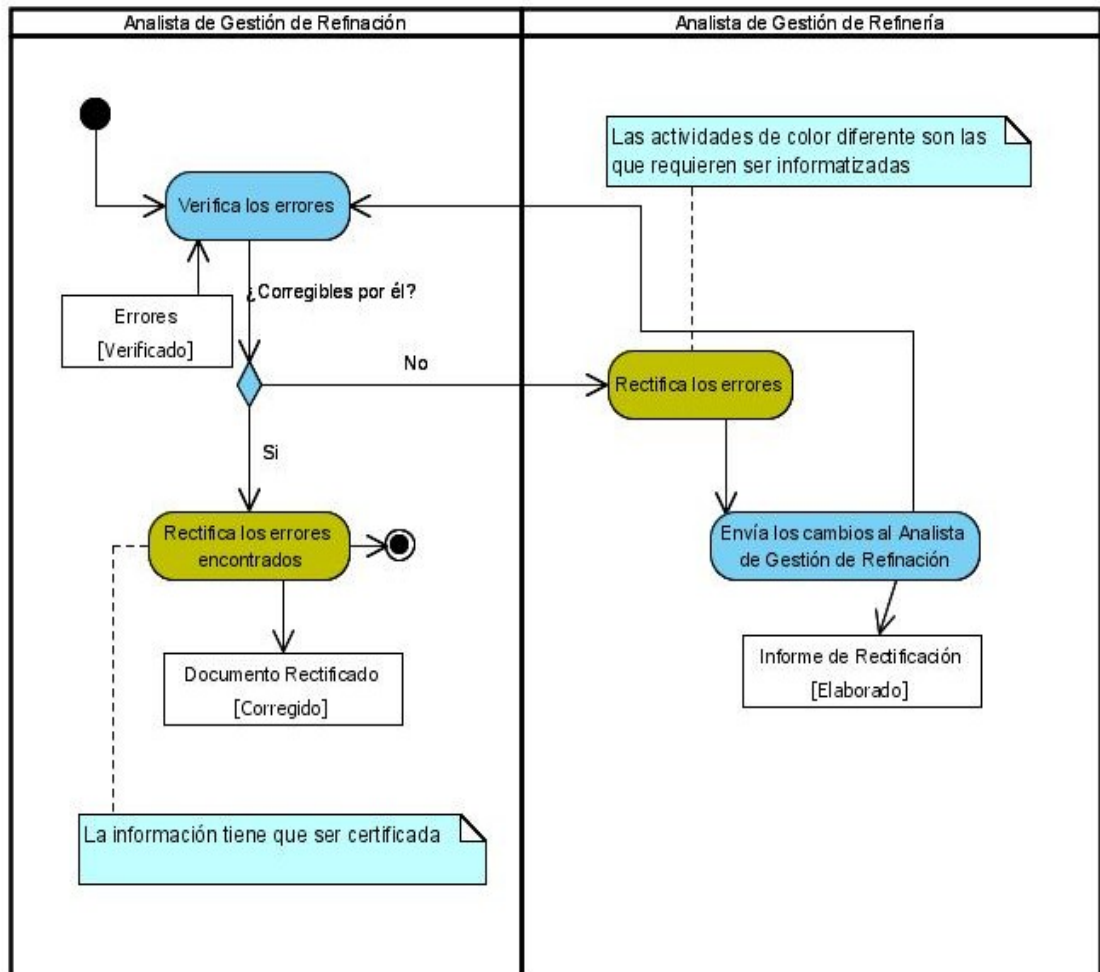 Analista de Gestión de Refinación
Analista de Gestión de Refinería
Las actividades de color diferente son las
que requieren ser informatizadas
Verifica los errores
¿Corregibles por él?
Errores
[Verificado]
No
Rectifica los errores
Si
Rectifica los errores
encontrados
Envía los cambios al Analista
de Gestión de Refinación
Documento Rectificado
[Corregido]
Informe de Rectificación
[Elaborado]
La información tiene que ser certificada